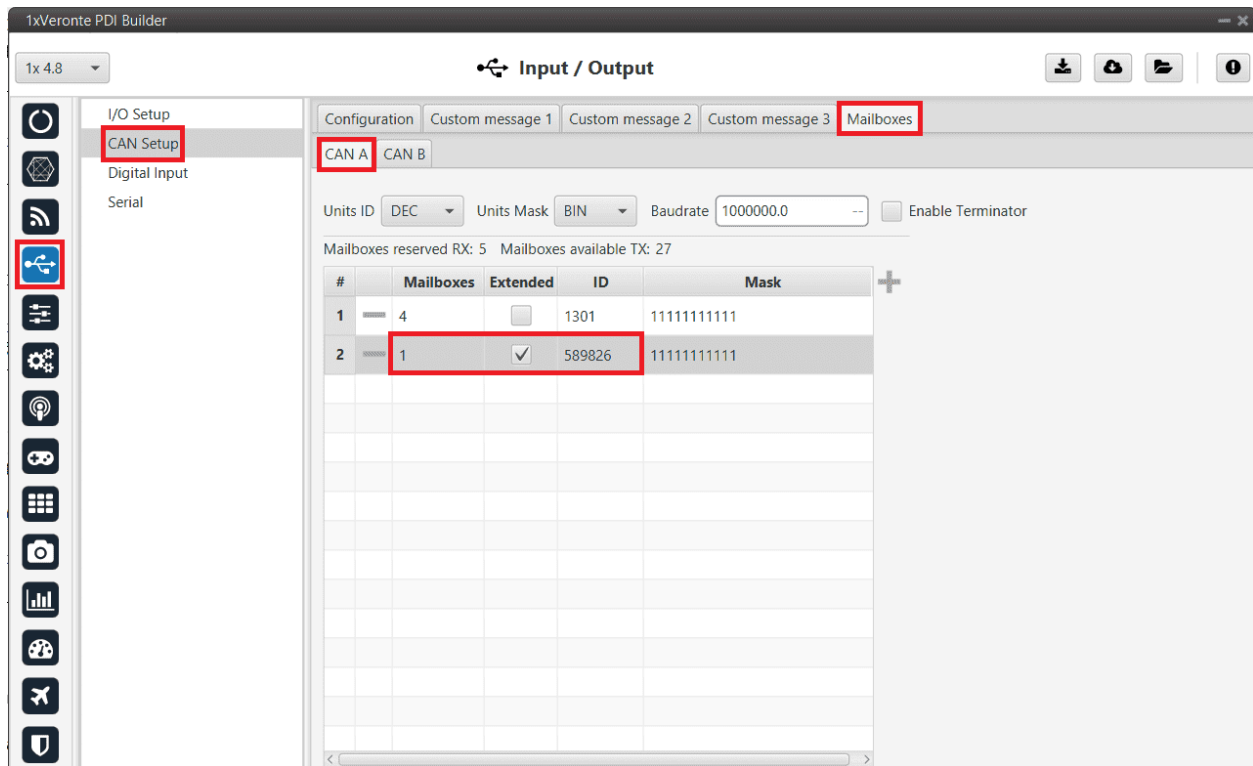 1xVeronte PDI Builder
1x 4.8
Input / Output
I/O Setup
CAN Setup
Digital Input
Serial
Configuration Custom message 1 Custom message 2 Custom message 3 Mailboxes
CAN A CAN B
Units ID DEC Units Mask BIN Baudrate 1000000.0 -- Enable Terminator
Mailboxes reserved RX: 5 Mailboxes available TX: 27
# Mailboxes Extended ID Mask
1 4 1301 11111111111
2 1 589826 11111111111